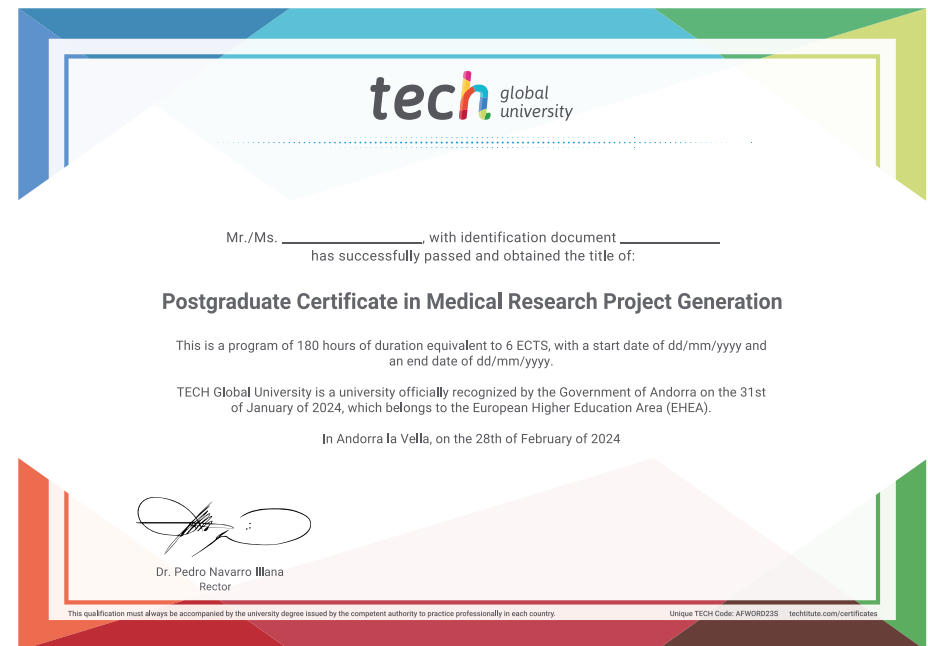 tech global university
Mr./Ms. ____________________, with identification document ______________
has successfully passed and obtained the title of:
Postgraduate Certificate in Medical Research Project Generation
This is a program of 180 hours of duration equivalent to 6 ECTS, with a start date of dd/mm/yyyy and
an end date of dd/mm/yyyy.
TECH Global University is a university officially recognized by the Government of Andorra on the 31st
of January of 2024, which belongs to the European Higher Education Area (EHEA).
In Andorra la Vella, on the 28th of February of 2024
Dr. Pedro Navarro Illana
Rector
This qualification must always be accompanied by the university degree issued by the competent authority to practice professionally in each country.
Unique TECH Code: AFWORD23S techtitute.com/certificates